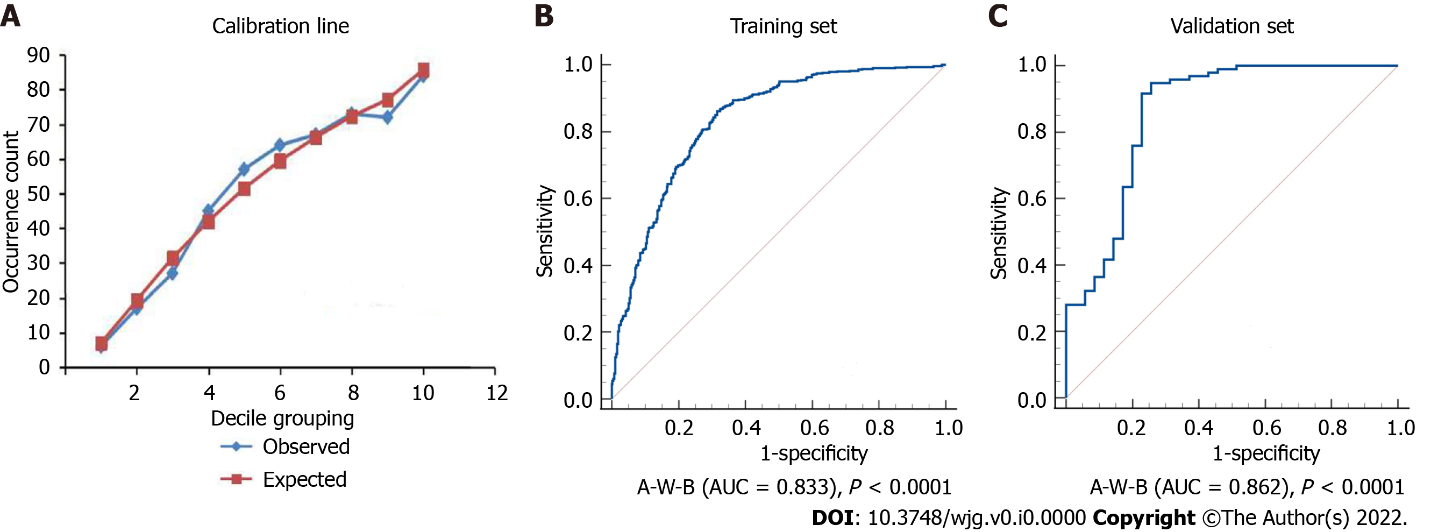 A
Calibration line
90
80
70
60
50
40
30
20
10
0
Occurrence count
2 4 6 8 10 12
Decile grouping
Observed
Expected
B
Training set
1.0
0.8
0.6
0.4
0.2
0.0
Sensitivity
0.2 0.4 0.6 0.8 1.0
1-specificity
A-W-B (AUC = 0.833), P < 0.0001
C
Validation set
1.0
0.8
0.6
0.4
0.2
0.0
Sensitivity
0.2 0.4 0.6 0.8 1.0
1-specificity
A-W-B (AUC = 0.862), P < 0.0001
DOI: 10.3748/wjg.v0.i0.0000 Copyright ©The Author(s) 2022.